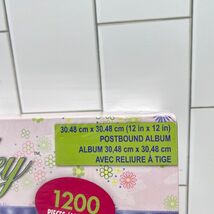 30.48 cm x 30.48 cm (12 in x 12 in)
POSTBOUND ALBUM
ALBUM 30,48 cm x 30,48 cm
AVEC RELIURE À TIGE
1200